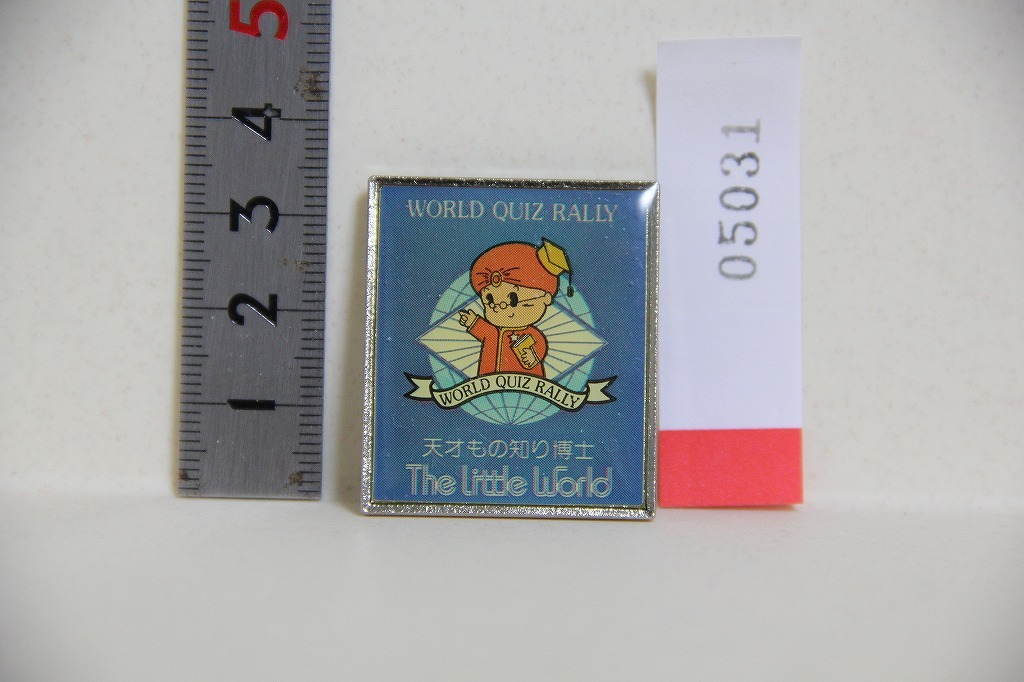 5
4
3
2
1
WORLD QUIZ RALLY
WORLD QUIZ RALLY
天才もの知り博士
The Little World
05031